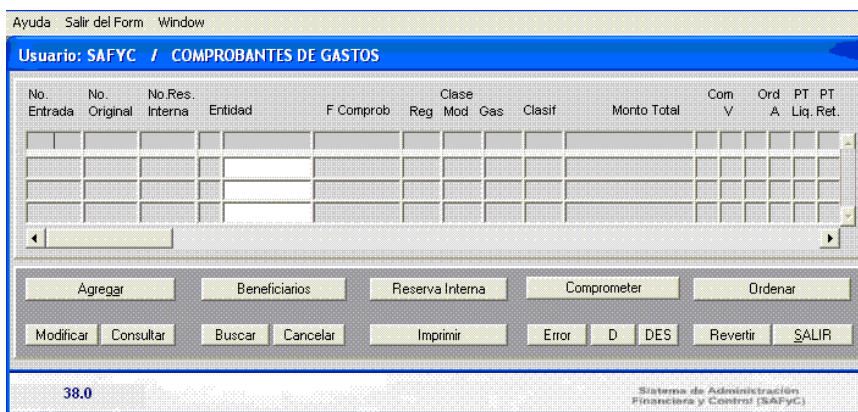 Ayuda Salir del Form Window
Usuario: SAFYC / COMPROBANTES DE GASTOS
No. No. No.Res. Clase Com Ord PT PT
Entrada Original Interna Entidad F Comprob Reg Mod Gas Clasif Monto Total V A Liq. Ret.
Agregar Beneficiarios Reserva Interna Comprometer Ordenar
Modificar Consultar Buscar Cancelar Imprimir Error D DES Revertir SALIR
38.0
Sistema de Administración
Financiera y Control (SAFyC)